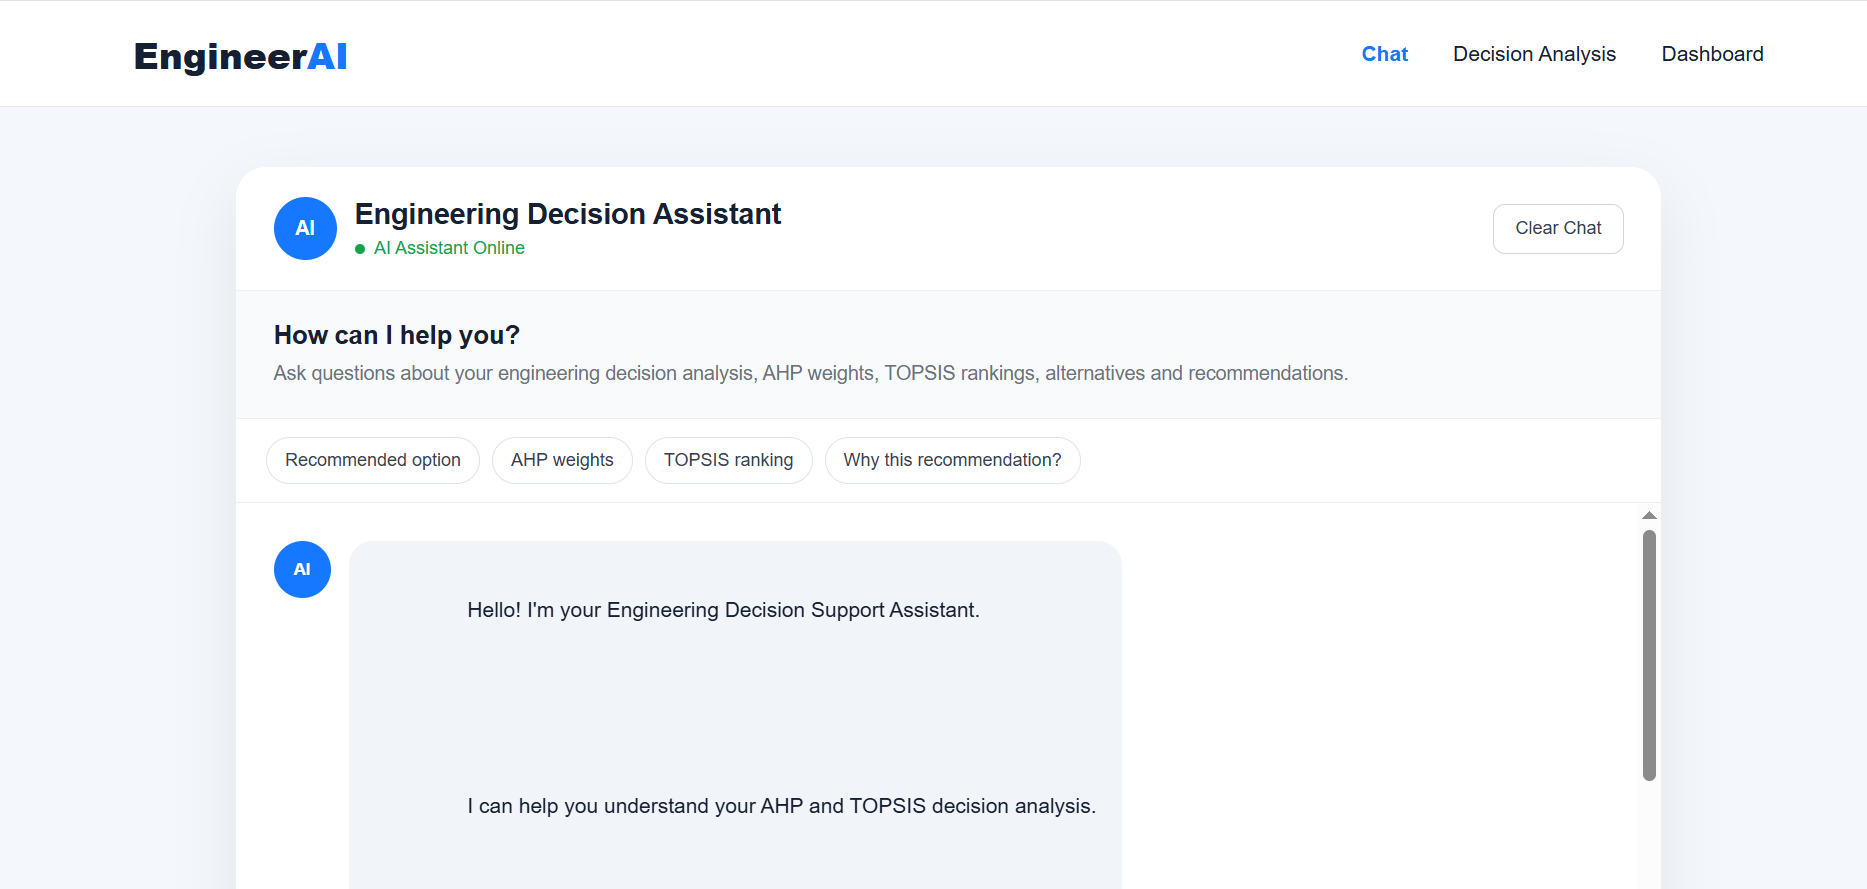 EngineerAI
Chat
Decision Analysis
Dashboard
AI
Engineering Decision Assistant
AI Assistant Online
Clear Chat
How can I help you?
Ask questions about your engineering decision analysis, AHP weights, TOPSIS rankings, alternatives and recommendations.
Recommended option
AHP weights
TOPSIS ranking
Why this recommendation?
AI
Hello! I'm your Engineering Decision Support Assistant.
I can help you understand your AHP and TOPSIS decision analysis.